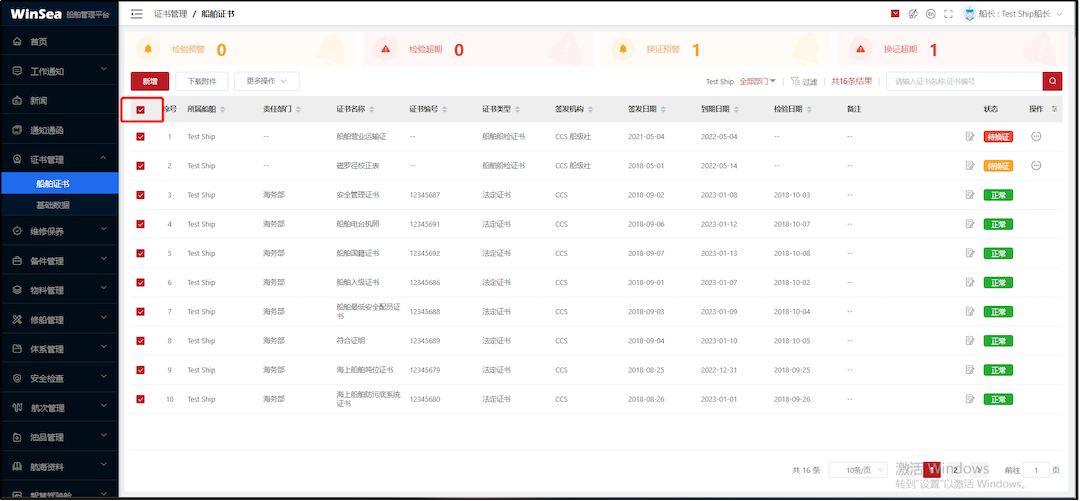 WinSea 船舶管理平台
证书管理 / 船舶证书
船长 : Test Ship船长
首页
工作通知
新闻
通知通函
证书管理
船舶证书
基础数据
维修保养
备件管理
物料管理
修船管理
体系管理
安全检查
航次管理
油品管理
航海资料
检验预警 0
检验超期 0
换证预警 1
换证超期 1
新增 下载附件 更多操作
Test Ship 全部部门 过滤 共16条结果 请输入证书名称,证书编号
序号 所属船舶 责任部门 证书名称 证书编号 证书类型 签发机构 签发日期 到期日期 检验日期 备注 状态 操作
1 Test Ship -- 船舶营业运输证 -- 船舶船检证书 CCS 船级社 2021-05-04 2022-05-04 -- 待换证
2 Test Ship -- 磁罗径校正表 -- 船舶船检证书 CCS 船级社 2018-05-01 2022-05-14 -- 待换证
3 Test Ship 海务部 安全管理证书 12345687 法定证书 CCS 2018-09-02 2023-01-08 2018-10-03 -- 正常
4 Test Ship 海务部 船舶电台执照 12345691 法定证书 CCS 2018-09-06 2023-01-12 2018-10-07 -- 正常
5 Test Ship 海务部 船舶国籍证书 12345692 法定证书 CCS 2018-09-07 2023-01-13 2018-10-08 -- 正常
6 Test Ship 海务部 船舶入级证书 12345686 法定证书 CCS 2018-09-01 2023-01-07 2018-10-02 -- 正常
7 Test Ship 海务部 船舶最低安全配员证书 12345688 法定证书 CCS 2018-09-03 2023-01-09 2018-10-04 -- 正常
8 Test Ship 海务部 符合证明 12345689 法定证书 CCS 2018-09-04 2023-01-10 2018-10-05 -- 正常
9 Test Ship 海务部 海上船舶吨位证书 12345679 法定证书 CCS 2018-08-25 2022-12-31 2018-09-25 -- 正常
10 Test Ship 海务部 海上船舶防污底系统证书 12345680 法定证书 CCS 2018-08-26 2023-01-01 2018-09-26 -- 正常
共 16 条 10条/页 1 2 前往 1 页
激活 Windows
转到"设置"以激活 Windows。